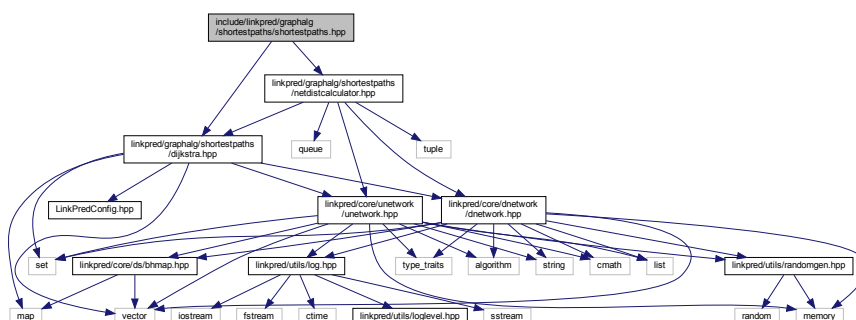 include/linkpred/graphalg
/shortestpaths/shortestpaths.hpp
linkpred/graphalg/shortestpaths
/netdistcalculator.hpp
linkpred/graphalg/shortestpaths
/dijkstra.hpp
queue
tuple
LinkPredConfig.hpp
linkpred/core/unetwork
/unetwork.hpp
linkpred/core/dnetwork
/dnetwork.hpp
set
linkpred/core/ds/bhmap.hpp
linkpred/utils/log.hpp
type_traits
algorithm
string
cmath
list
linkpred/utils/randomgen.hpp
map
vector
iostream
fstream
ctime
linkpred/utils/loglevel.hpp
sstream
random
memory